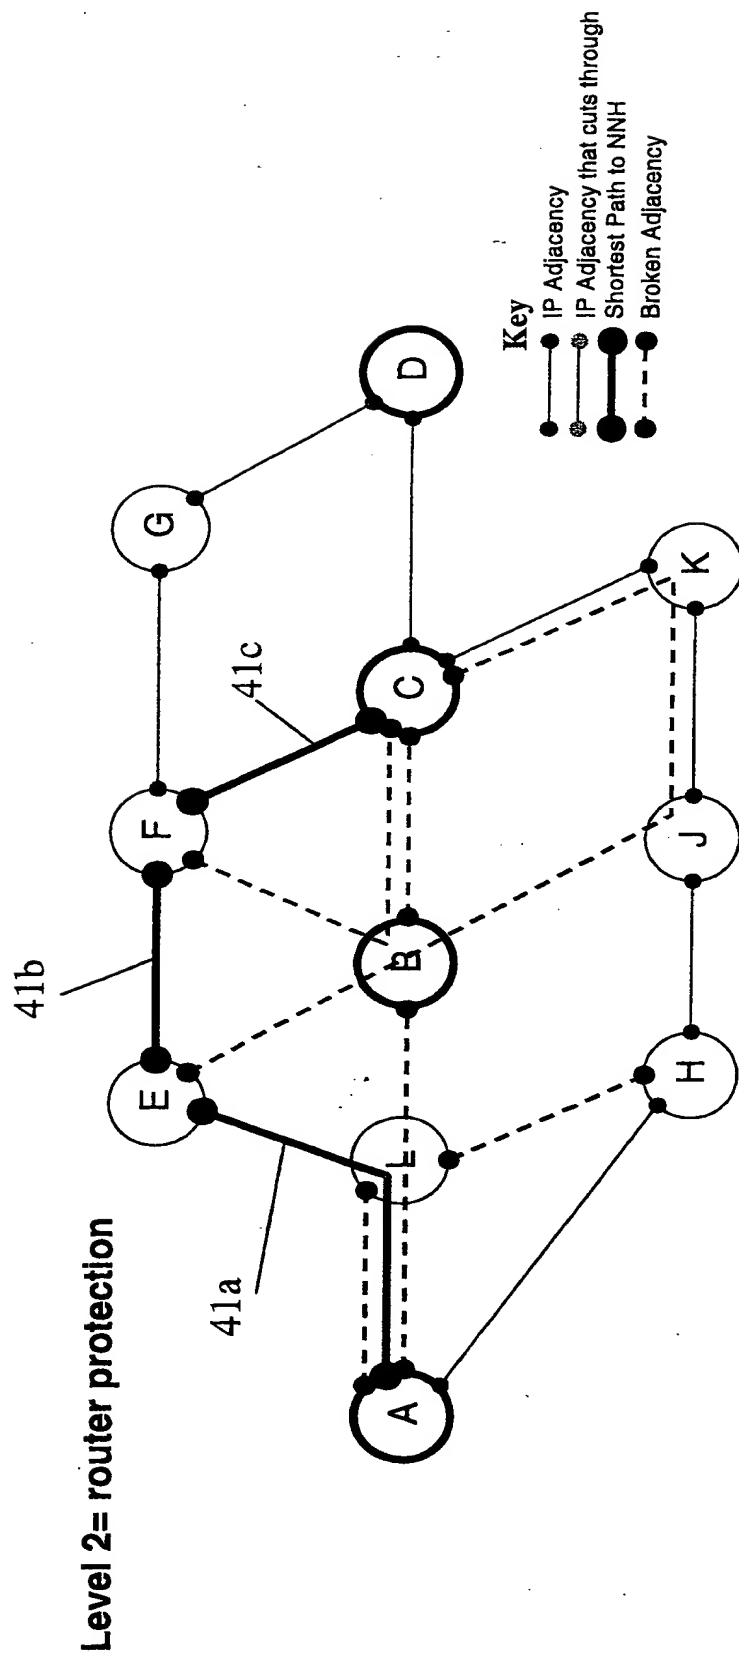 Level 2= router protection
41a
41b
41c
A
L
E
B
F
C
G
D
H
J
K
Key
IP Adjacency
IP Adjacency that cuts through
Shortest Path to NNH
Broken Adjacency